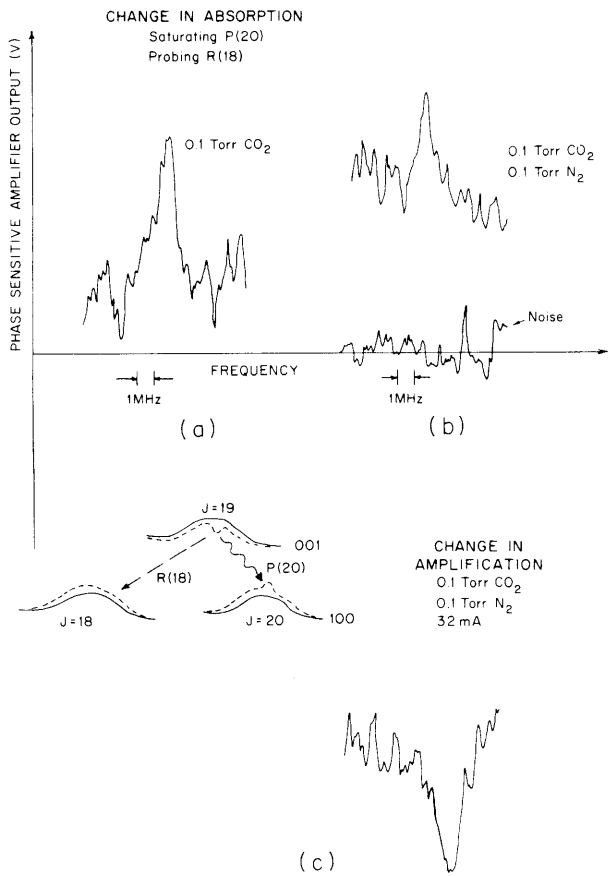 CHANGE IN ABSORPTION
Saturating P(20)
Probing R(18)
PHASE SENSITIVE AMPLIFIER OUTPUT (V)
0.1 Torr CO2
0.1 Torr CO2
0.1 Torr N2
Noise
FREQUENCY
1MHz
1MHz
(a)
(b)
J=19
001
R(18)
P(20)
J=18
J=20
100
CHANGE IN
AMPLIFICATION
0.1 Torr CO2
0.1 Torr N2
32mA
(c)